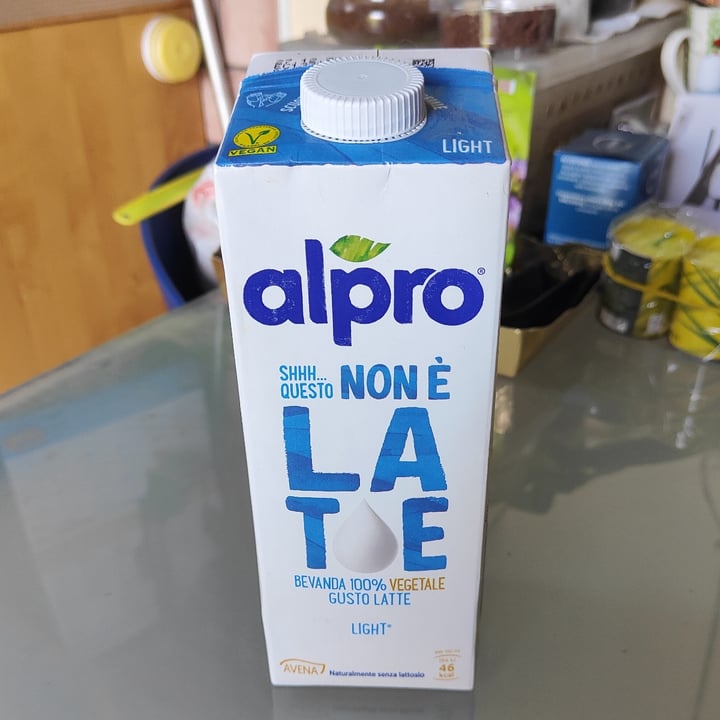 VEGAN
LIGHT
alpro®
SHHH...
QUESTO NON È
LA
T E
BEVANDA 100% VEGETALE
GUSTO LATTE
LIGHT*
AVENA
Naturalmente senza lattosio
46
kcal